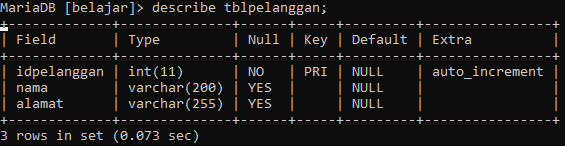 MariaDB [belajar]> describe tblpelanggan;
+-------------+--------------+------+-----+---------+----------------+
| Field       | Type         | Null | Key | Default | Extra          |
+-------------+--------------+------+-----+---------+----------------+
| idpelanggan | int(11)      | NO   | PRI | NULL    | auto_increment |
| nama        | varchar(200) | YES  |     | NULL    |                |
| alamat      | varchar(255) | YES  |     | NULL    |                |
+-------------+--------------+------+-----+---------+----------------+
3 rows in set (0.073 sec)